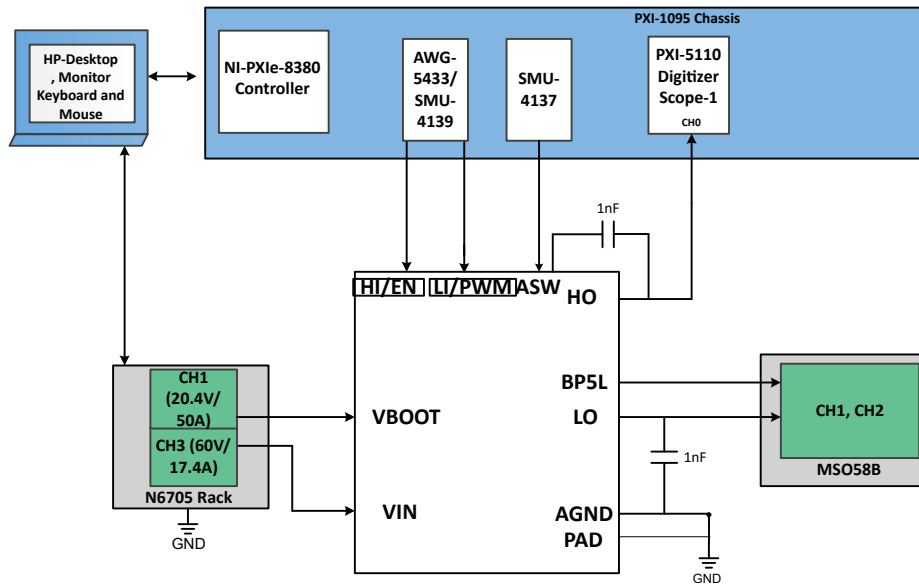 PXI-1095 Chassis
HP-Desktop
, Monitor
Keyboard and
Mouse
NI-PXIe-8380
Controller
AWG-
5433/
SMU-
4139
SMU-
4137
PXI-5110
Digitizer
Scope-1
CH0
1nF
HI/EN
LI/PWM
ASW
HO
BP5L
LO
VBOOT
VIN
AGND
PAD
CH1
(20.4V/
50A)
CH3 (60V/
17.4A)
N6705 Rack
GND
1nF
CH1, CH2
MSO58B
GND